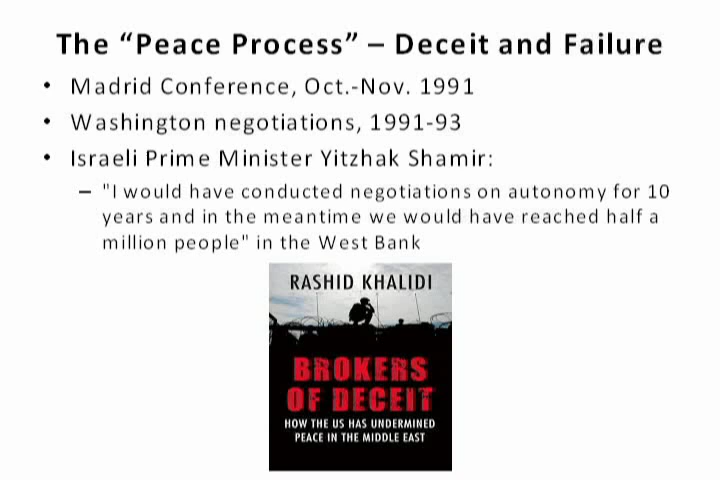 The “Peace Process” – Deceit and Failure
• Madrid Conference, Oct.-Nov. 1991
• Washington negotiations, 1991-93
• Israeli Prime Minister Yitzhak Shamir:
– "I would have conducted negotiations on autonomy for 10
years and in the meantime we would have reached half a
million people" in the West Bank
RASHID KHALIDI
BROKERS
OF DECEIT
HOW THE US HAS UNDERMINED
PEACE IN THE MIDDLE EAST